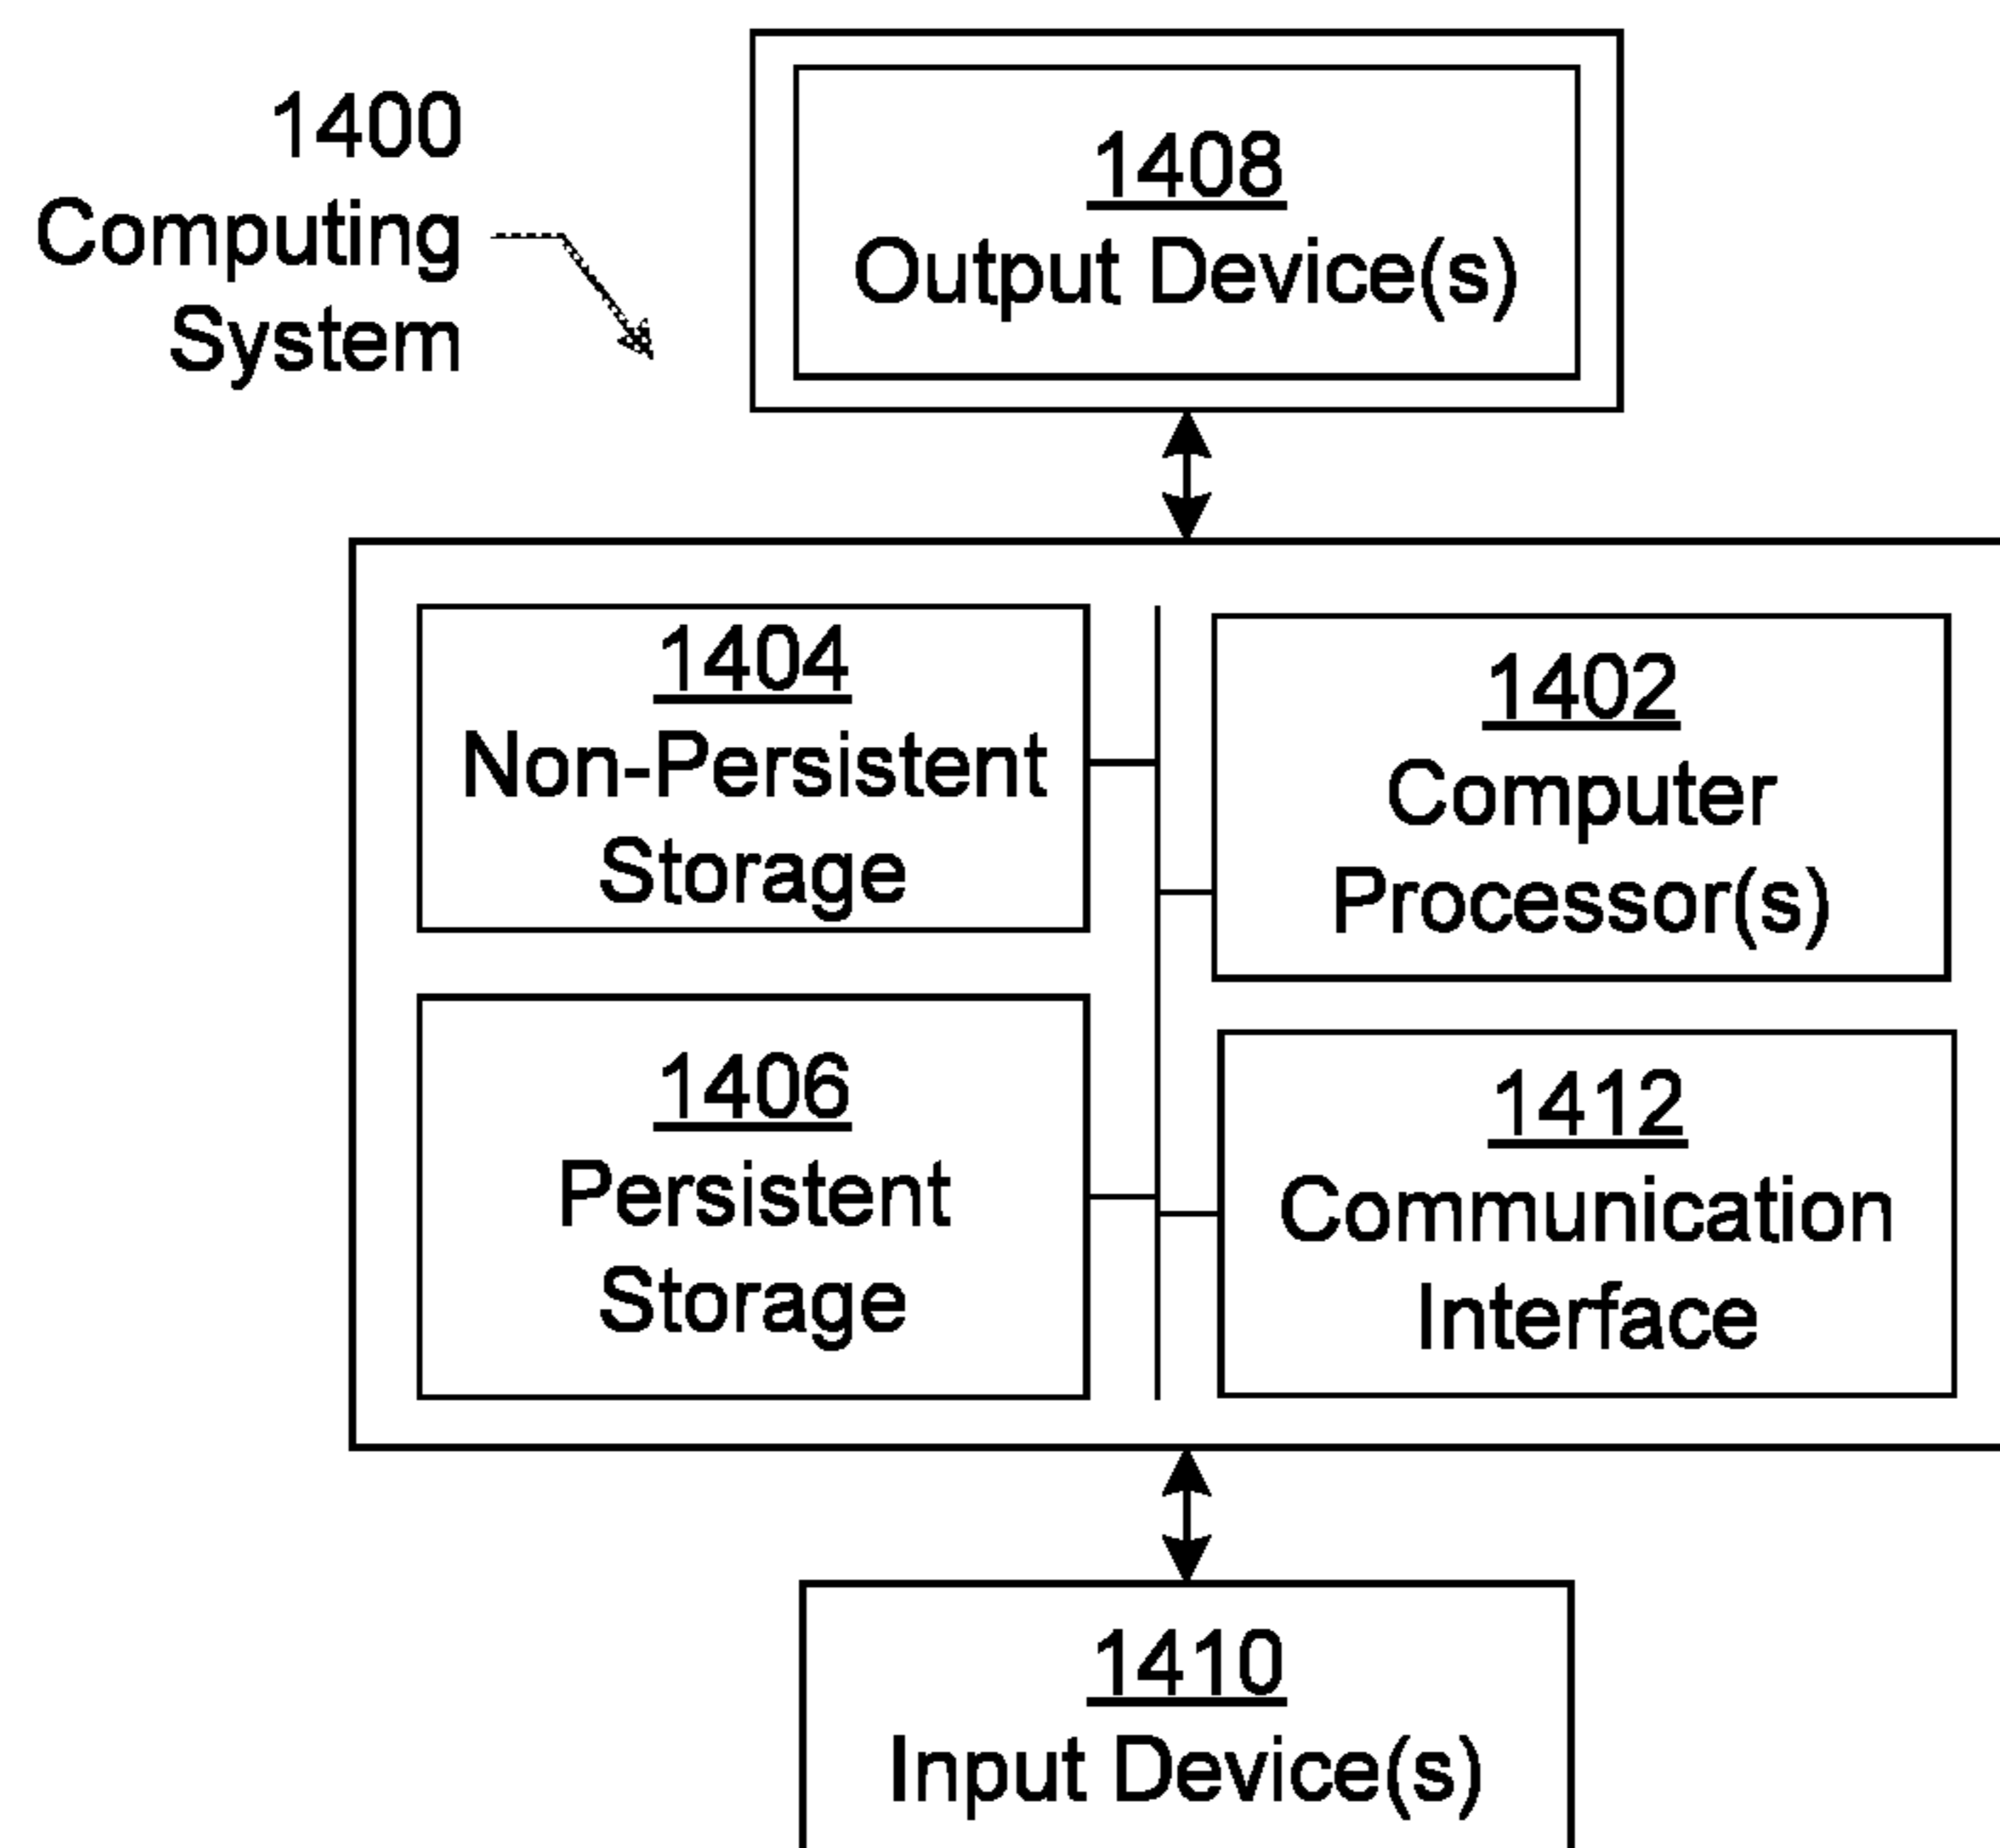 1400
Computing
System
1408
Output Device(s)
1404
Non-Persistent
Storage
1402
Computer
Processor(s)
1406
Persistent
Storage
1412
Communication
Interface
1410
Input Device(s)